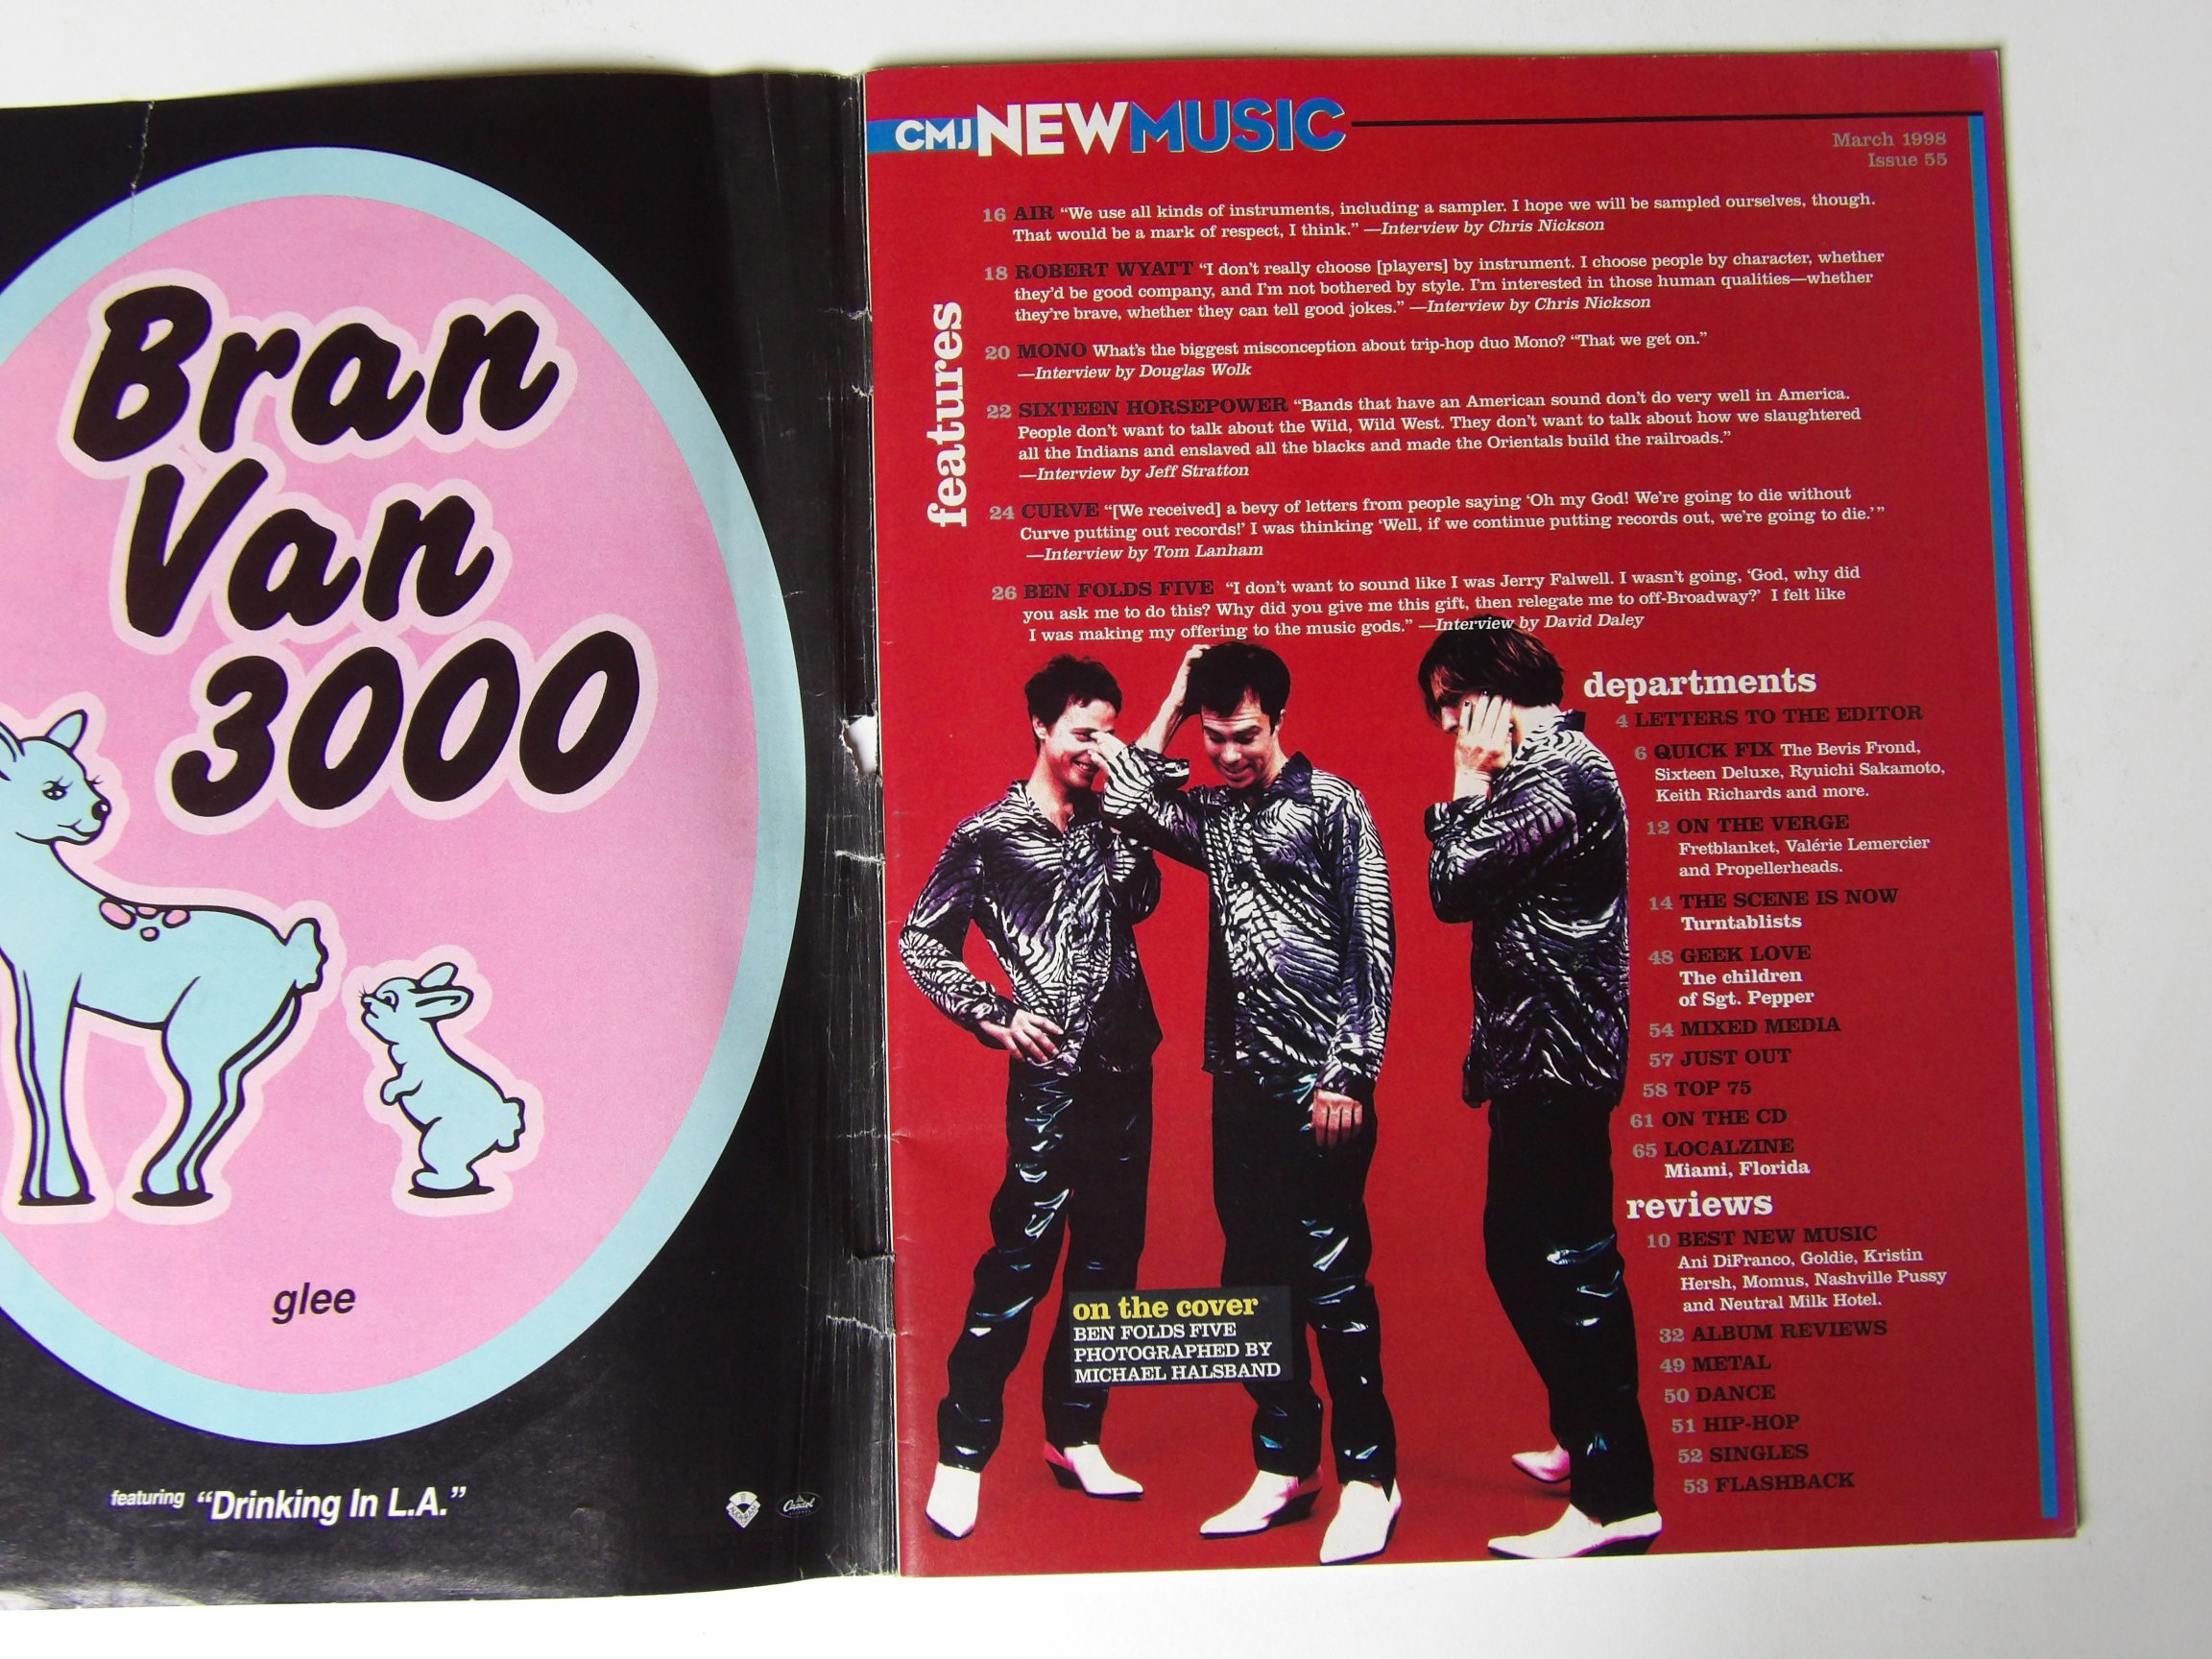 Bran
Van
3000
glee
featuring “Drinking In L.A.”
Capitol
CMJ NEW MUSIC
March 1998
Issue 55
features
16 AIR “We use all kinds of instruments, including a sampler. I hope we will be sampled ourselves, though.
That would be a mark of respect, I think.” —Interview by Chris Nickson
18 ROBERT WYATT “I don’t really choose [players] by instrument. I choose people by character, whether
they’d be good company, and I’m not bothered by style. I’m interested in those human qualities—whether
they’re brave, whether they can tell good jokes.” —Interview by Chris Nickson
20 MONO What’s the biggest misconception about trip-hop duo Mono? “That we get on.”
—Interview by Douglas Wolk
22 SIXTEEN HORSEPOWER “Bands that have an American sound don’t do very well in America.
People don’t want to talk about the Wild, Wild West. They don’t want to talk about how we slaughtered
all the Indians and enslaved all the blacks and made the Orientals build the railroads.”
—Interview by Jeff Stratton
24 CURVE “[We received] a bevy of letters from people saying ‘Oh my God! We’re going to die without
Curve putting out records!’ I was thinking ‘Well, if we continue putting records out, we’re going to die.’”
—Interview by Tom Lanham
26 BEN FOLDS FIVE “I don’t want to sound like I was Jerry Falwell. I wasn’t going, ‘God, why did
you ask me to do this? Why did you give me this gift, then relegate me to off-Broadway?’ I felt like
I was making my offering to the music gods.” —Interview by David Daley
departments
4 LETTERS TO THE EDITOR
6 QUICK FIX The Bevis Frond,
Sixteen Deluxe, Ryuichi Sakamoto,
Keith Richards and more.
12 ON THE VERGE
Fretblanket, Valérie Lemercier
and Propellerheads.
14 THE SCENE IS NOW
Turntablists
48 GEEK LOVE
The children
of Sgt. Pepper
54 MIXED MEDIA
57 JUST OUT
58 TOP 75
61 ON THE CD
65 LOCALZINE
Miami, Florida
reviews
10 BEST NEW MUSIC
Ani DiFranco, Goldie, Kristin
Hersh, Momus, Nashville Pussy
and Neutral Milk Hotel.
32 ALBUM REVIEWS
49 METAL
50 DANCE
51 HIP-HOP
52 SINGLES
53 FLASHBACK
on the cover
BEN FOLDS FIVE
PHOTOGRAPHED BY
MICHAEL HALSBAND